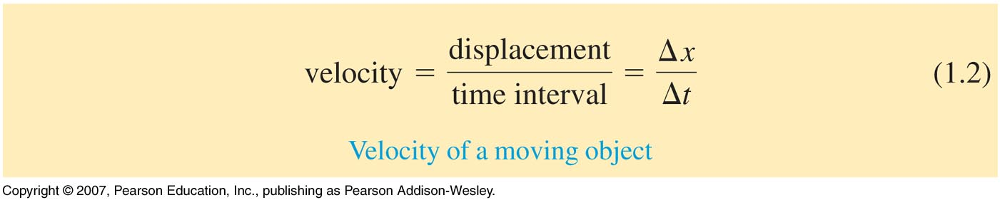 velocity = displacement / time interval = Δx / Δt (1.2)
Velocity of a moving object
Copyright © 2007, Pearson Education, Inc., publishing as Pearson Addison-Wesley.